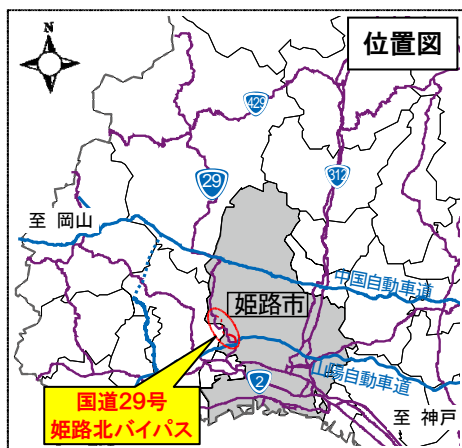 位置図
N
429
29
312
至 岡山
中国自動車道
姫路市
山陽自動車道
2
国道29号
姫路北バイパス
至 神戸